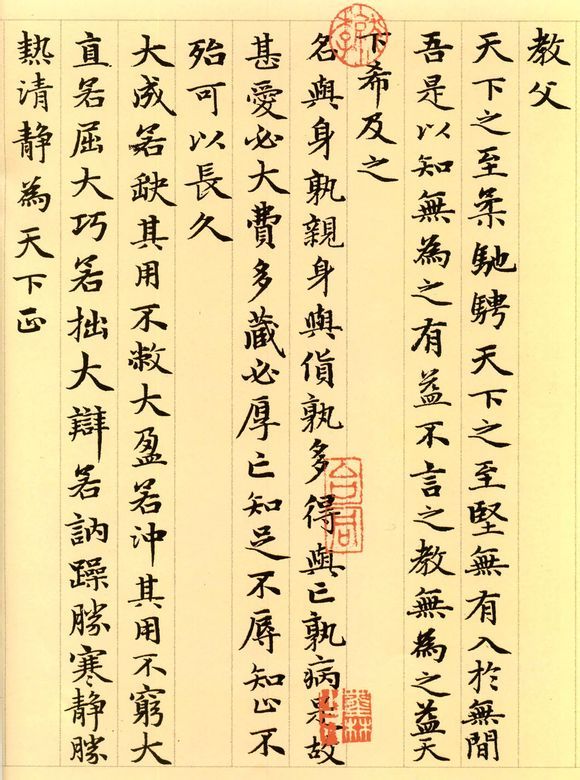 教父
天下之至柔馳騁天下之至堅無有入於無間
吾是以知無為之有益不言之教無為之益天
下希及之
名與身孰親身與貨孰多得與亡孰病是故
甚愛必大費多藏必厚亡知足不辱知止不
殆可以長久
大成若缺其用不敝大盈若沖其用不窮大
直若屈大巧若拙大辯若訥躁勝寒静勝
熱清静為天下正